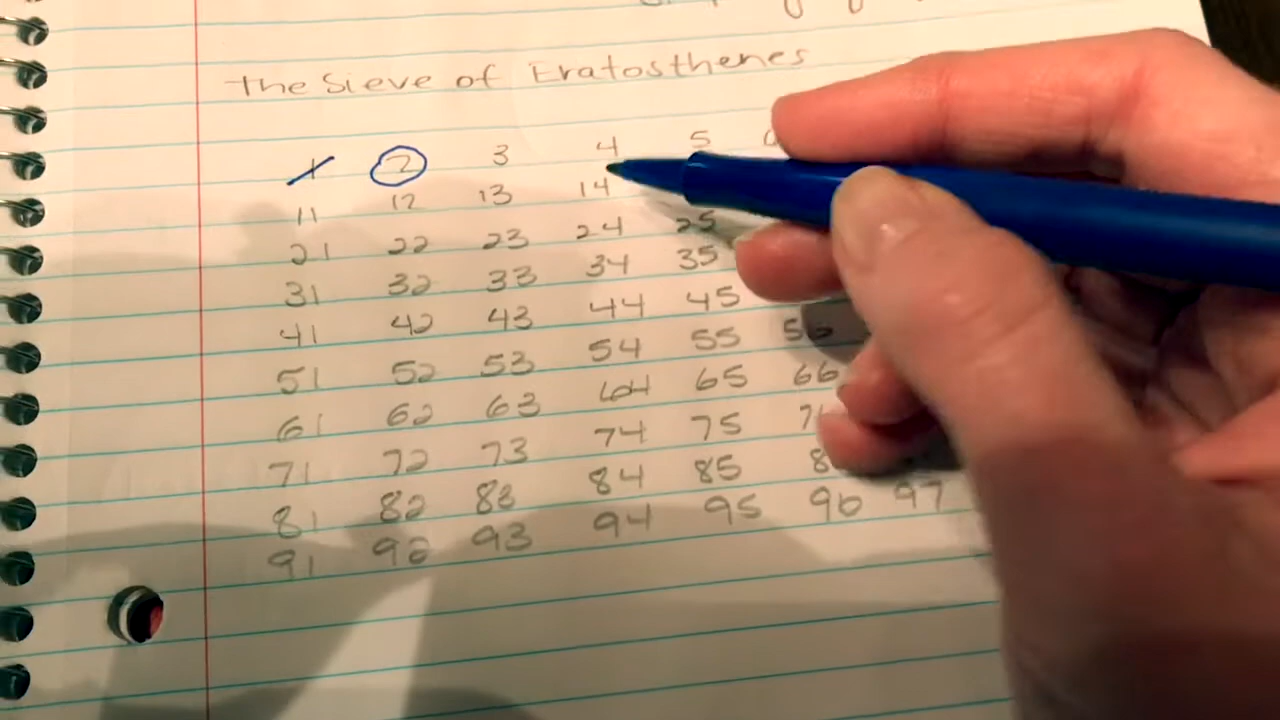 The Sieve of Eratosthenes
1 2 3 4 5
11 12 13 14
21 22 23 24 25
31 32 33 34 35
41 42 43 44 45
51 52 53 54 55 56
61 62 63 64 65 66
71 72 73 74 75
81 82 83 84 85
91 92 93 94 95 96 97